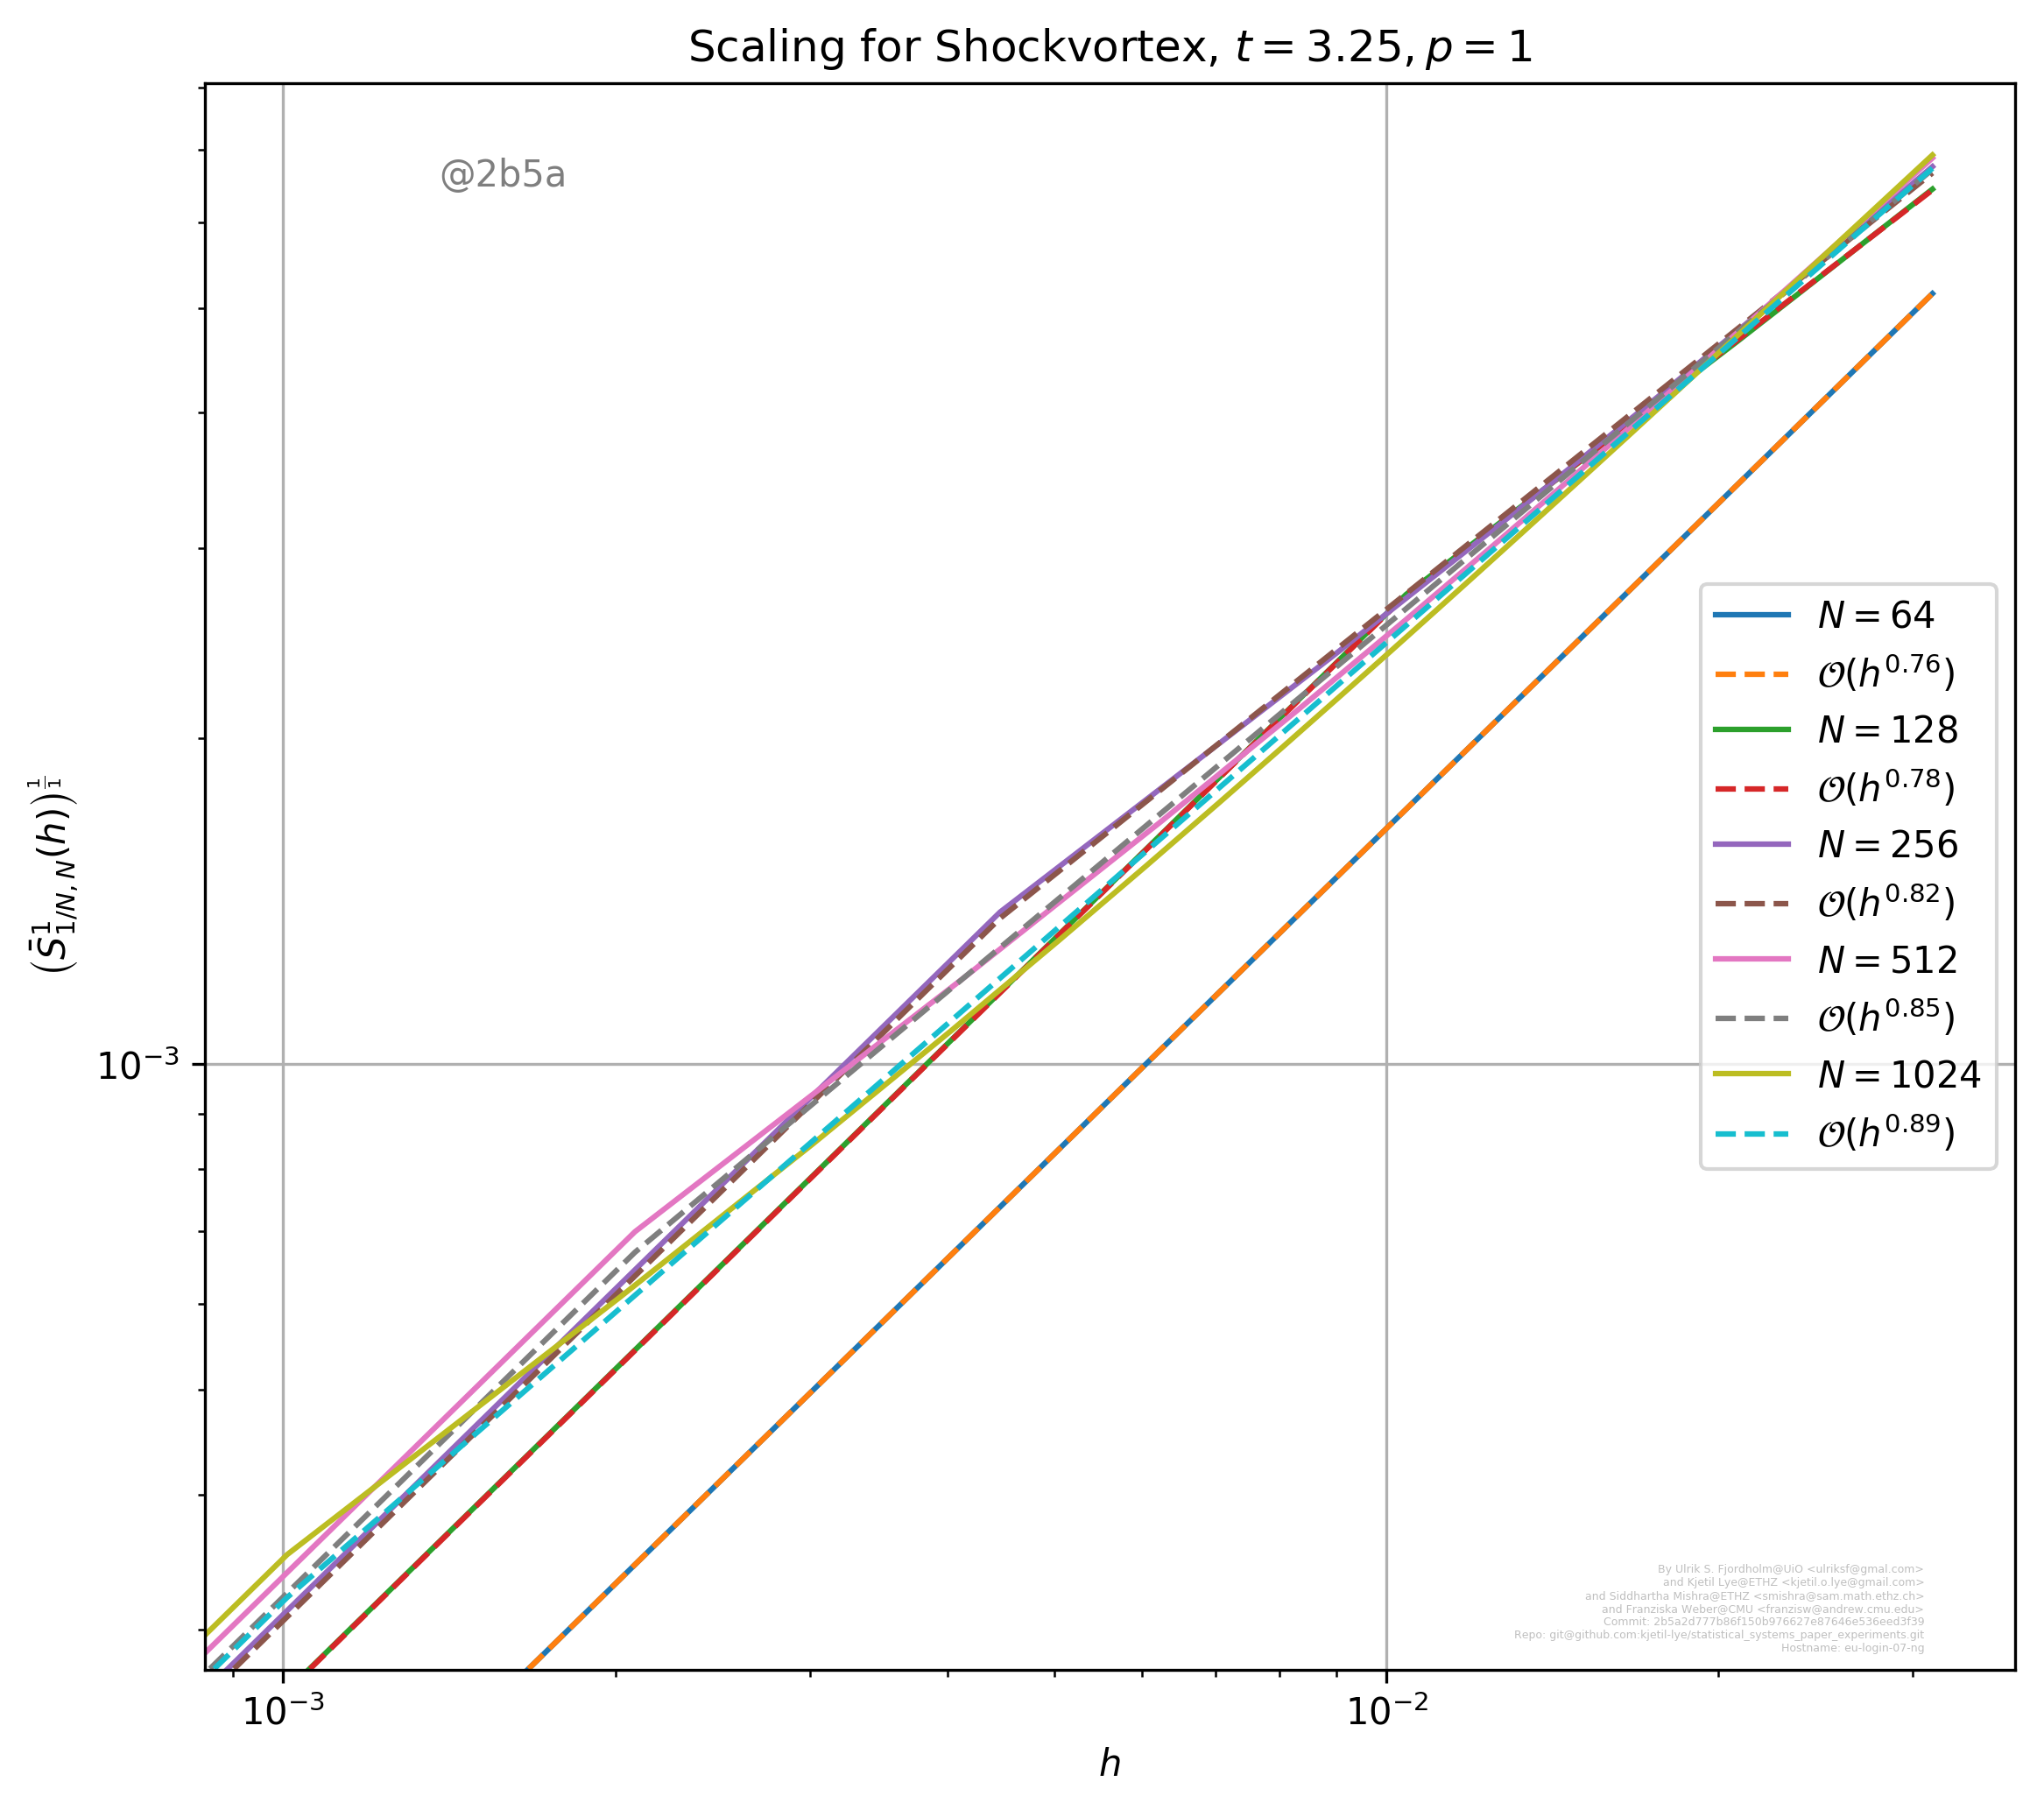 Scaling for Shockvortex, t = 3.25, p = 1
@2b5a
(S̄¹₁/N, N(h))^(1/1)
10⁻³
N = 64
𝒪(h^0.76)
N = 128
𝒪(h^0.78)
N = 256
𝒪(h^0.82)
N = 512
𝒪(h^0.85)
N = 1024
𝒪(h^0.89)
By Ulrik S. Fjordholm@UiO <ulriksf@gmal.com>
and Kjetil Lye@ETHZ <kjetil.o.lye@gmail.com>
and Siddhartha Mishra@ETHZ <smishra@sam.math.ethz.ch>
and Franziska Weber@CMU <franzisw@andrew.cmu.edu>
Commit: 2b5a2d777b86f150b976627e87646e536eed3f39
Repo: git@github.com:kjetil-lye/statistical_systems_paper_experiments.git
Hostname: eu-login-07-ng
10⁻³
10⁻²
h